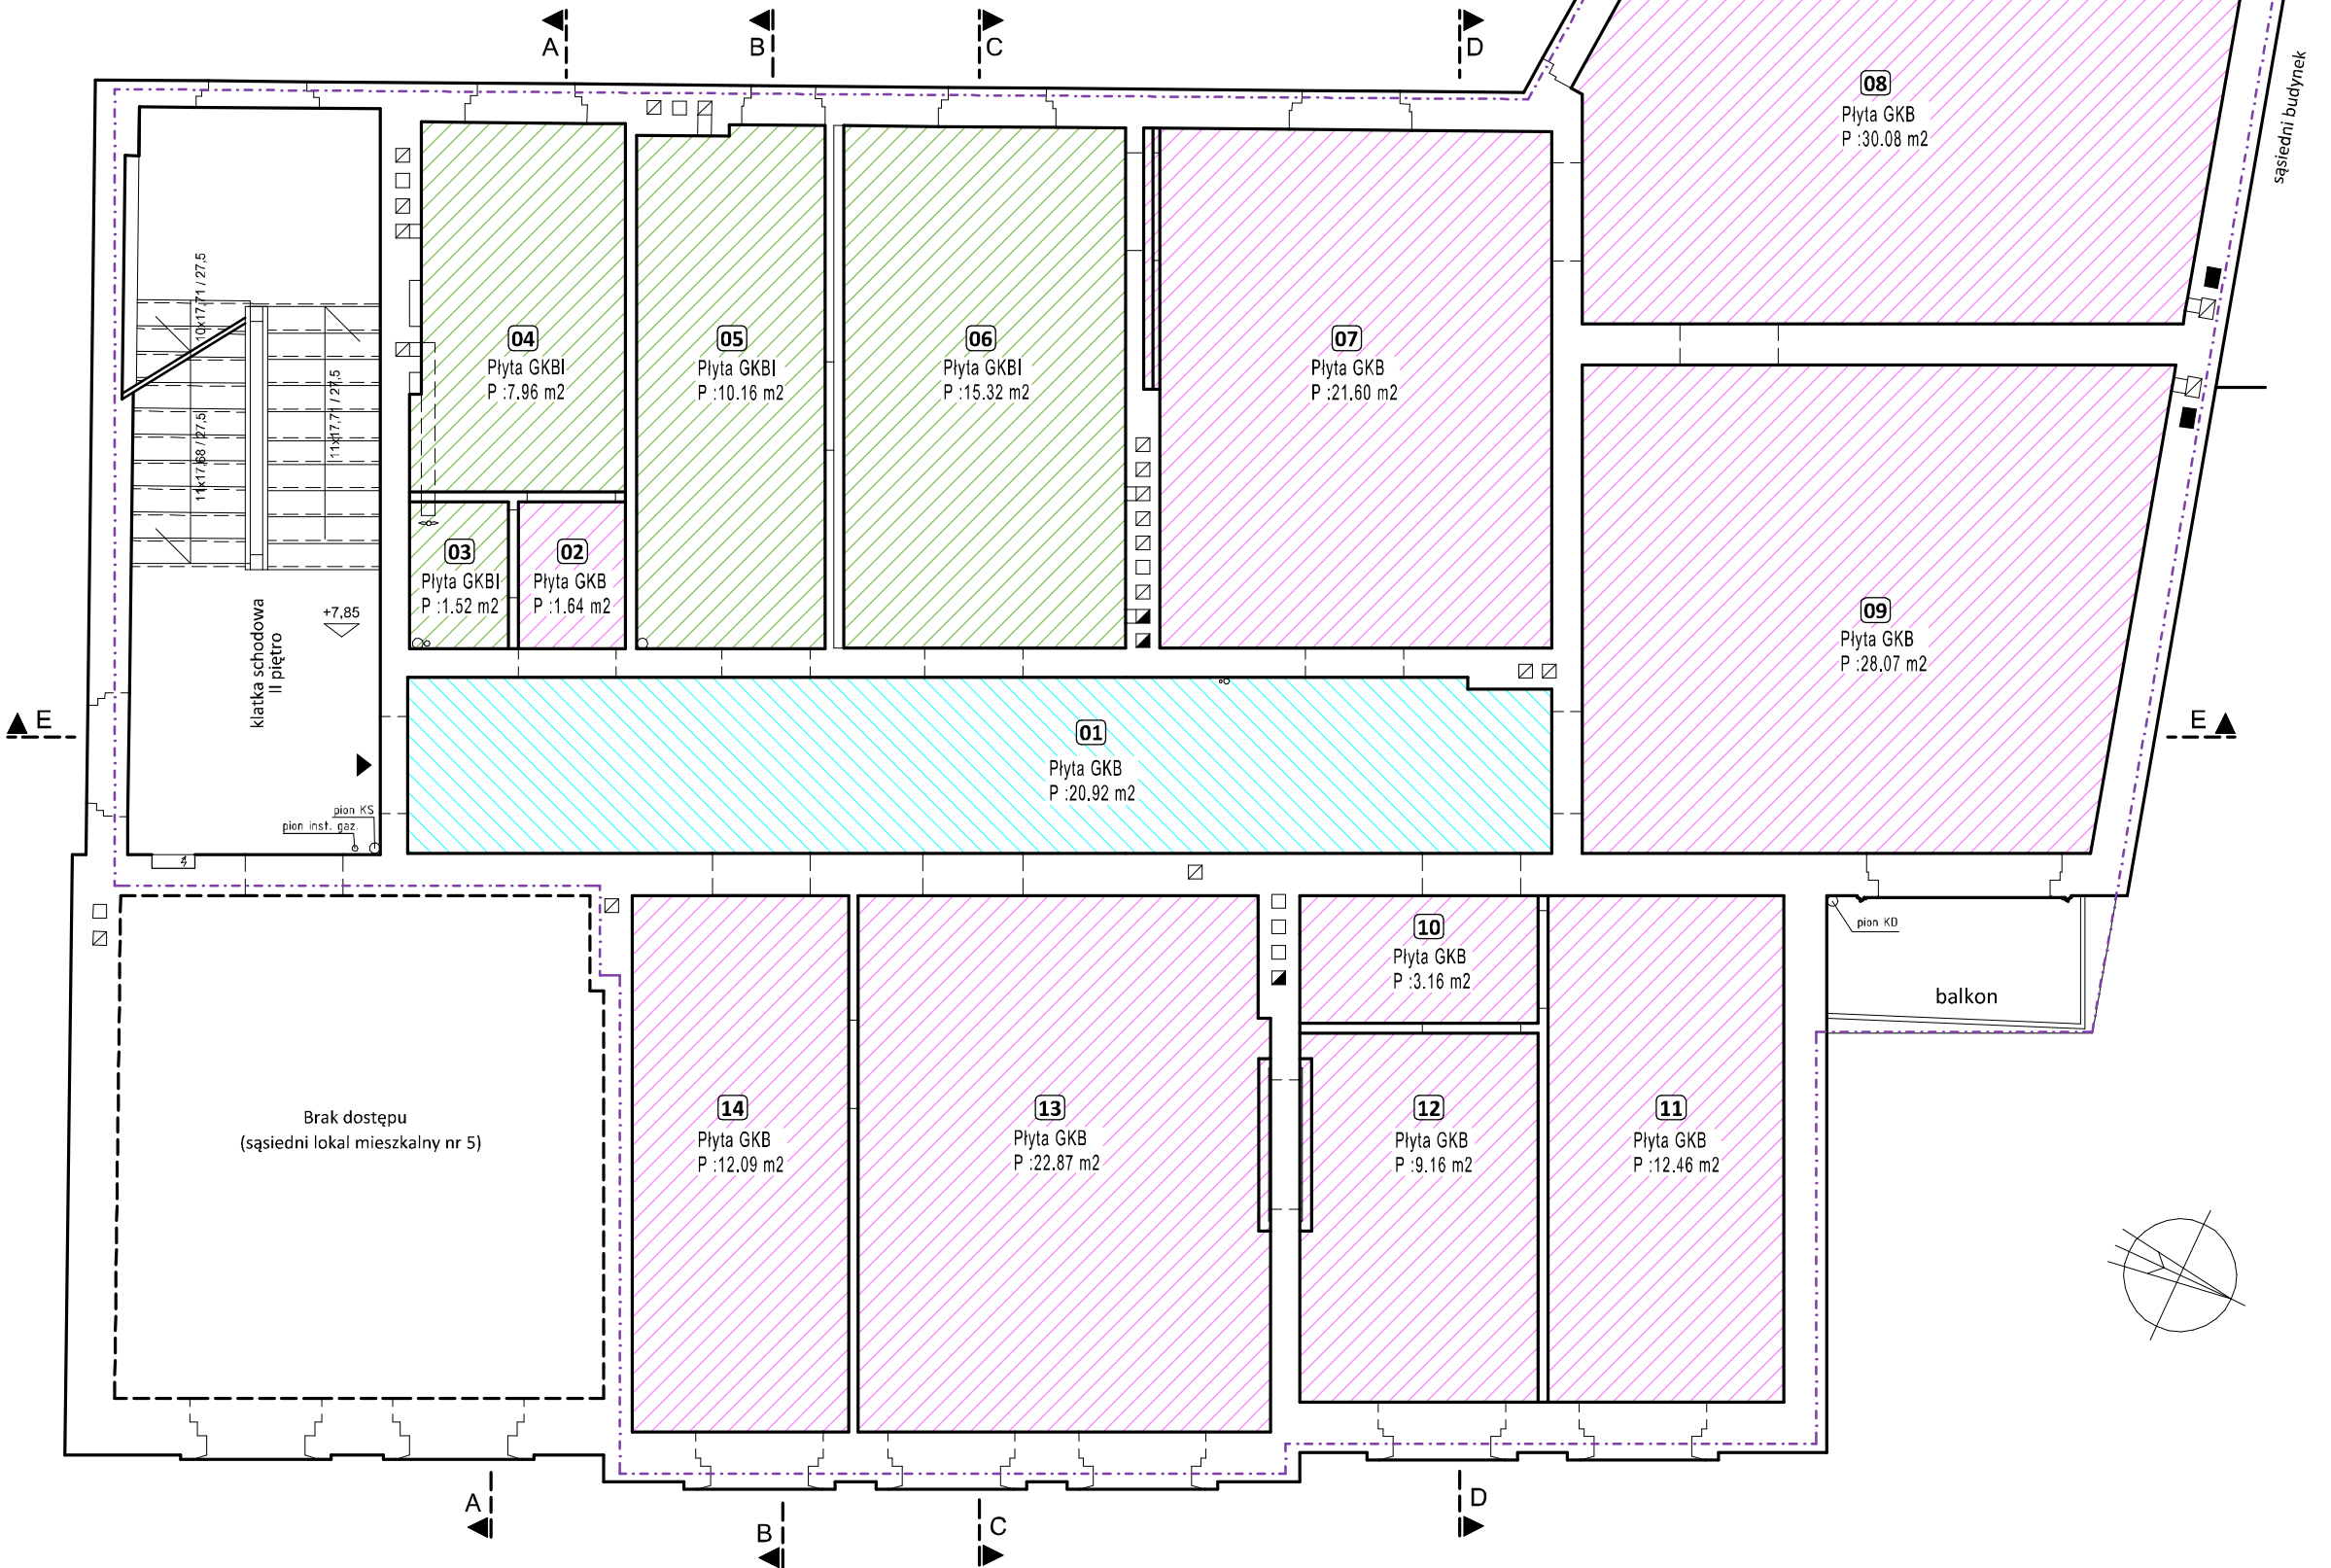 A
B
C
D
08
Płyta GKB
P :30.08 m2
sąsiedni budynek
10x17,71 / 27,5
11x17,71 / 27,5
11x17,68 / 27,5
04
Płyta GKBI
P :7.96 m2
05
Płyta GKBI
P :10.16 m2
06
Płyta GKBI
P :15.32 m2
07
Płyta GKB
P :21.60 m2
03
Płyta GKBI
P :1.52 m2
02
Płyta GKB
P :1.64 m2
09
Płyta GKB
P :28.07 m2
klatka schodowa
II piętro
+7,85
E
E
01
Płyta GKB
P :20.92 m2
pion KS
pion inst. gaz.
10
Płyta GKB
P :3.16 m2
pion KD
balkon
Brak dostępu
(sąsiedni lokal mieszkalny nr 5)
14
Płyta GKB
P :12.09 m2
13
Płyta GKB
P :22.87 m2
12
Płyta GKB
P :9.16 m2
11
Płyta GKB
P :12.46 m2
A
B
C
D